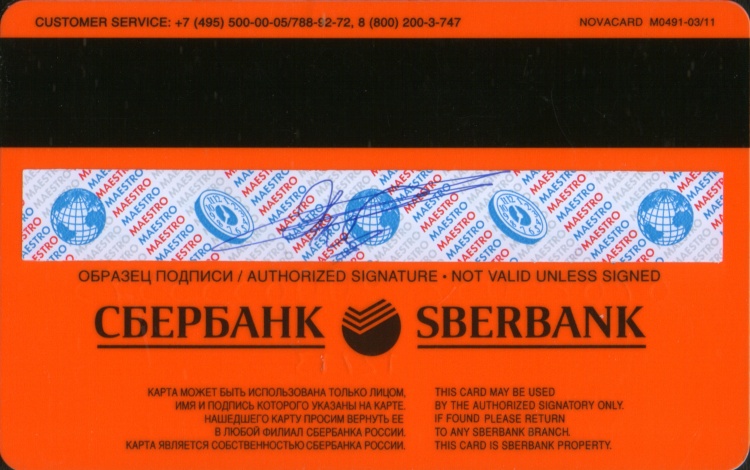 CUSTOMER SERVICE: +7 (495) 500-00-05/788-92-72, 8 (800) 200-3-747
NOVACARD M0491-03/11
MAESTRO MAESTRO MAESTRO
ОБРАЗЕЦ ПОДПИСИ / AUTHORIZED SIGNATURE • NOT VALID UNLESS SIGNED
СБЕРБАНК SBERBANK
КАРТА МОЖЕТ БЫТЬ ИСПОЛЬЗОВАНА ТОЛЬКО ЛИЦОМ,
ИМЯ И ПОДПИСЬ КОТОРОГО УКАЗАНЫ НА КАРТЕ.
НАШЕДШЕГО КАРТУ ПРОСИМ ВЕРНУТЬ ЕЕ
В ЛЮБОЙ ФИЛИАЛ СБЕРБАНКА РОССИИ.
КАРТА ЯВЛЯЕТСЯ СОБСТВЕННОСТЬЮ СБЕРБАНКА РОССИИ.
THIS CARD MAY BE USED
BY THE AUTHORIZED SIGNATORY ONLY.
IF FOUND PLEASE RETURN
TO ANY SBERBANK BRANCH.
THIS CARD IS SBERBANK PROPERTY.